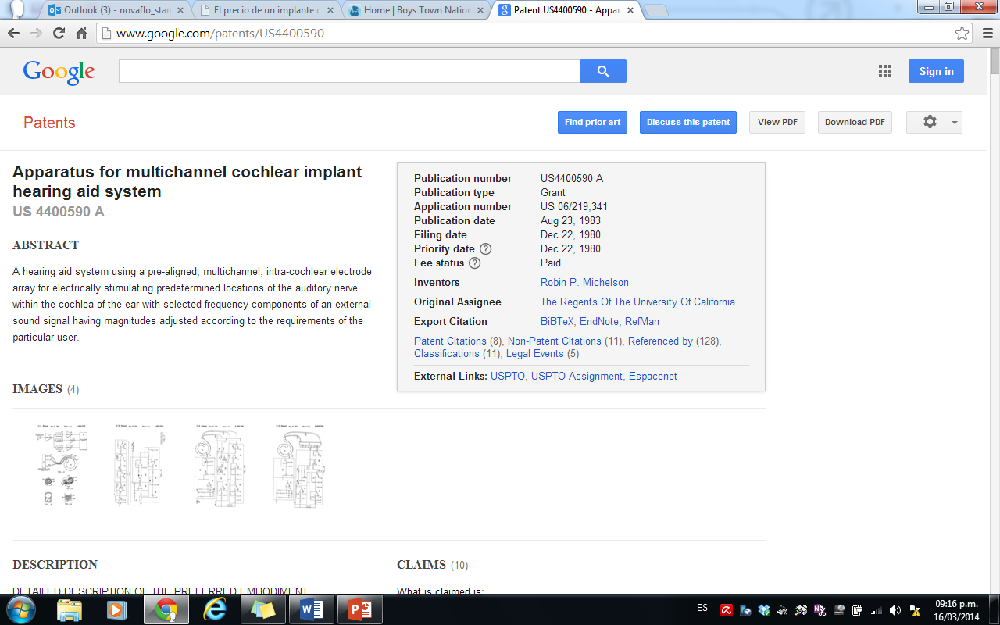 Outlook (3) - novaflo_star
El precio de un implante c
Home | Boys Town Nation
Patent US4400590 - Appar
www.google.com/patents/US4400590
Google
Sign in
Patents
Find prior art
Discuss this patent
View PDF
Download PDF
Apparatus for multichannel cochlear implant
hearing aid system
US 4400590 A
ABSTRACT
A hearing aid system using a pre-aligned, multichannel, intra-cochlear electrode
array for electrically stimulating predetermined locations of the auditory nerve
within the cochlea of the ear with selected frequency components of an external
sound signal having magnitudes adjusted according to the requirements of the
particular user.
Publication number US4400590 A
Publication type Grant
Application number US 06/219,341
Publication date Aug 23, 1983
Filing date Dec 22, 1980
Priority date ? Dec 22, 1980
Fee status ? Paid
Inventors Robin P. Michelson
Original Assignee The Regents Of The University Of California
Export Citation BiBTeX, EndNote, RefMan
Patent Citations (8), Non-Patent Citations (11), Referenced by (128),
Classifications (11), Legal Events (5)
External Links: USPTO, USPTO Assignment, Espacenet
IMAGES (4)
DESCRIPTION
DETAILED DESCRIPTION OF THE PREFERRED EMBODIMENT
CLAIMS (10)
What is claimed is:
ES
09:16 p.m.
16/03/2014